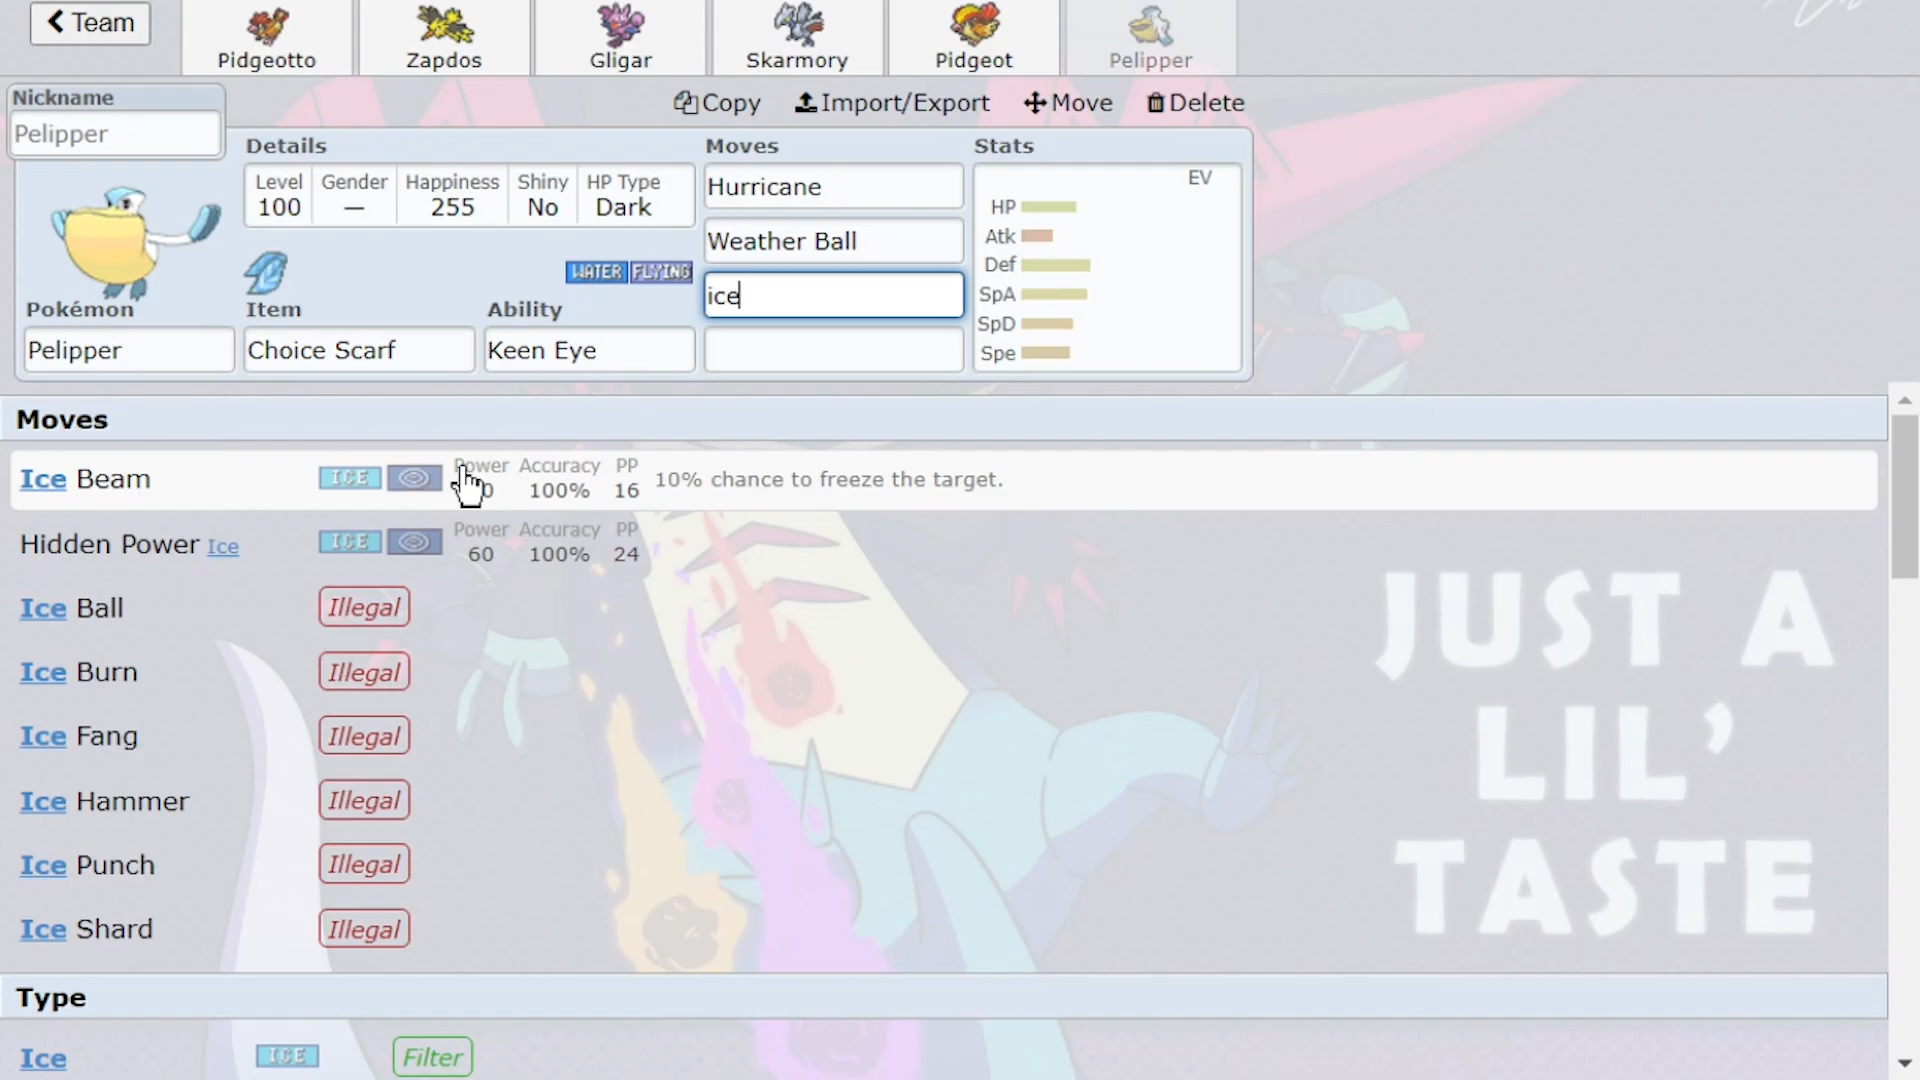 Team
Pidgeotto
Zapdos
Gligar
Skarmory
Pidgeot
Pelipper
Nickname
Pelipper
Copy
Import/Export
Move
Delete
Details
Level
100
Gender
—
Happiness
255
Shiny
No
HP Type
Dark
WATER FLYING
Pokémon
Pelipper
Item
Choice Scarf
Ability
Keen Eye
Moves
Hurricane
Weather Ball
ice
Stats
EV
HP
Atk
Def
SpA
SpD
Spe
Moves
Ice Beam ICE Power Accuracy 100% PP 16 10% chance to freeze the target.
Hidden Power Ice ICE Power 60 Accuracy 100% PP 24
Ice Ball Illegal
Ice Burn Illegal
Ice Fang Illegal
Ice Hammer Illegal
Ice Punch Illegal
Ice Shard Illegal
JUST A
LIL'
TASTE
Type
Ice ICE Filter